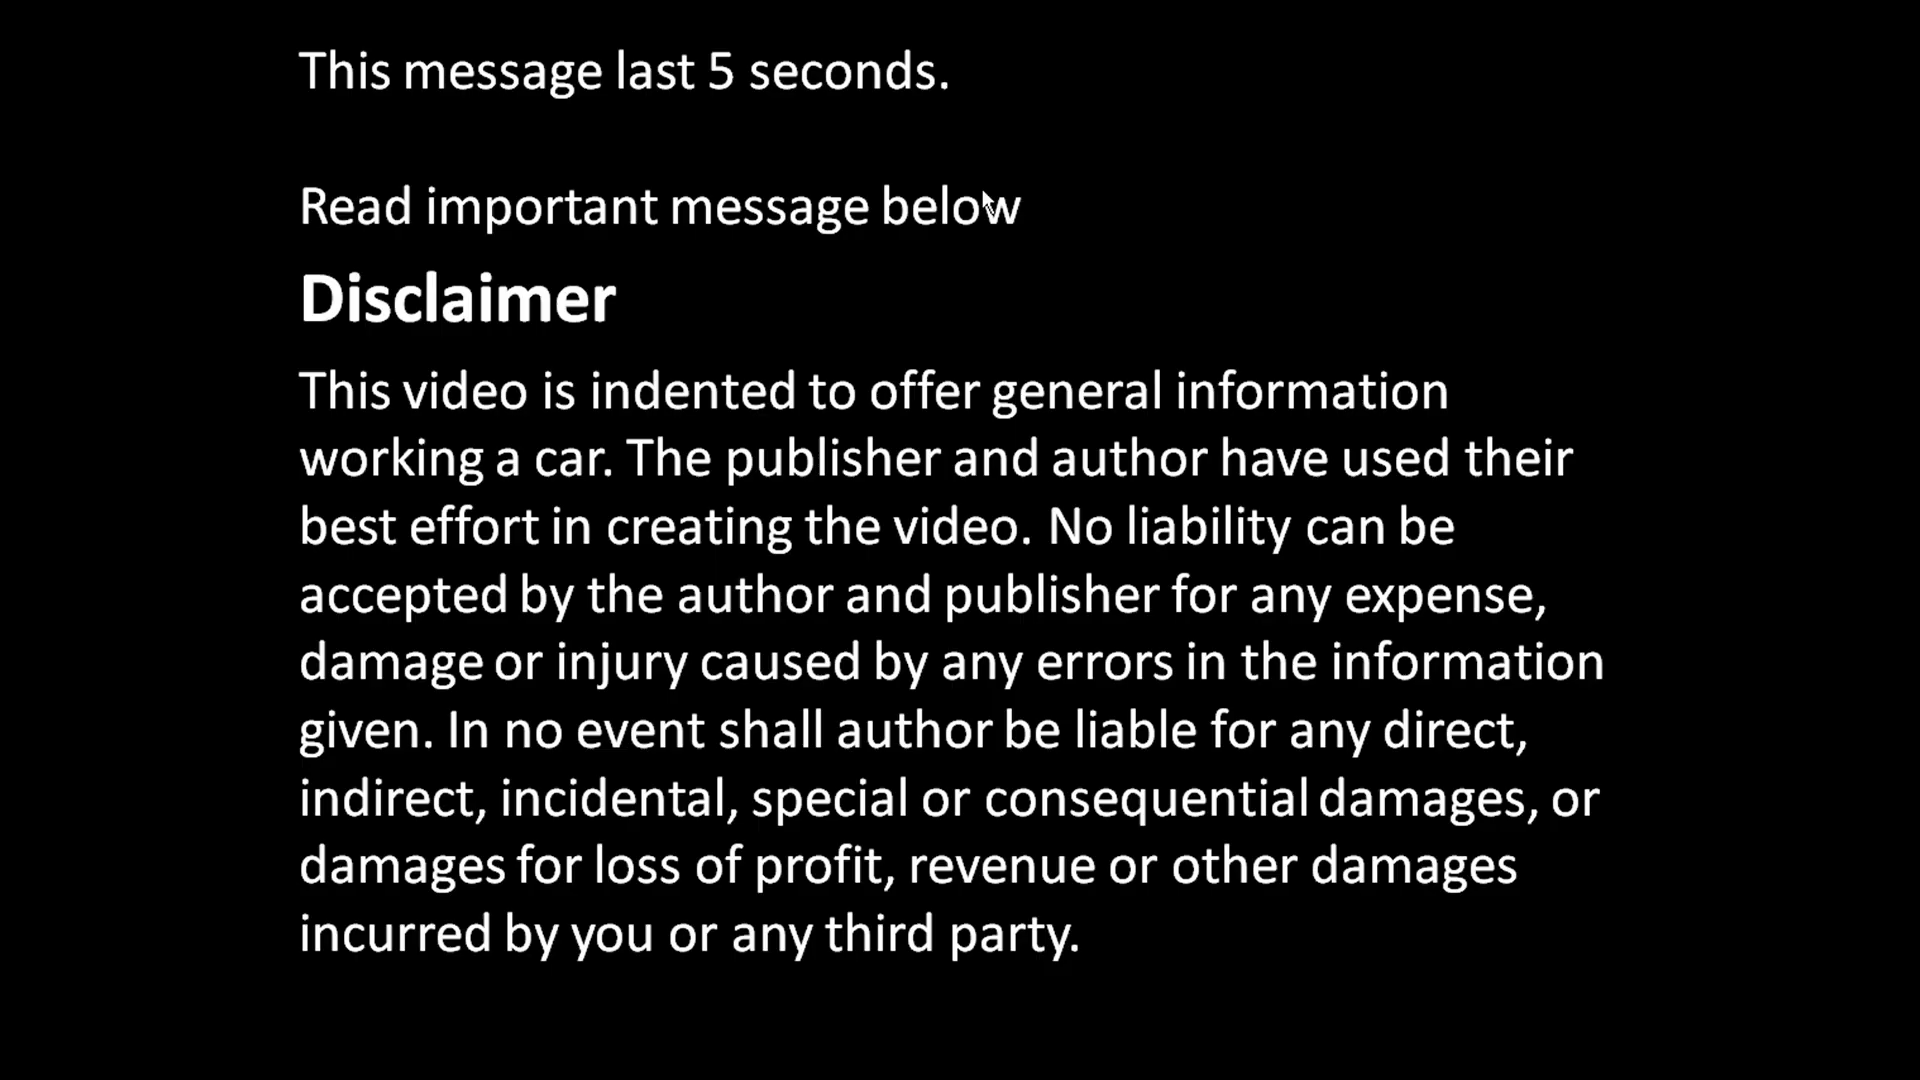 This message last 5 seconds.
Read important message below
Disclaimer
This video is indented to offer general information
working a car. The publisher and author have used their
best effort in creating the video. No liability can be
accepted by the author and publisher for any expense,
damage or injury caused by any errors in the information
given. In no event shall author be liable for any direct,
indirect, incidental, special or consequential damages, or
damages for loss of profit, revenue or other damages
incurred by you or any third party.